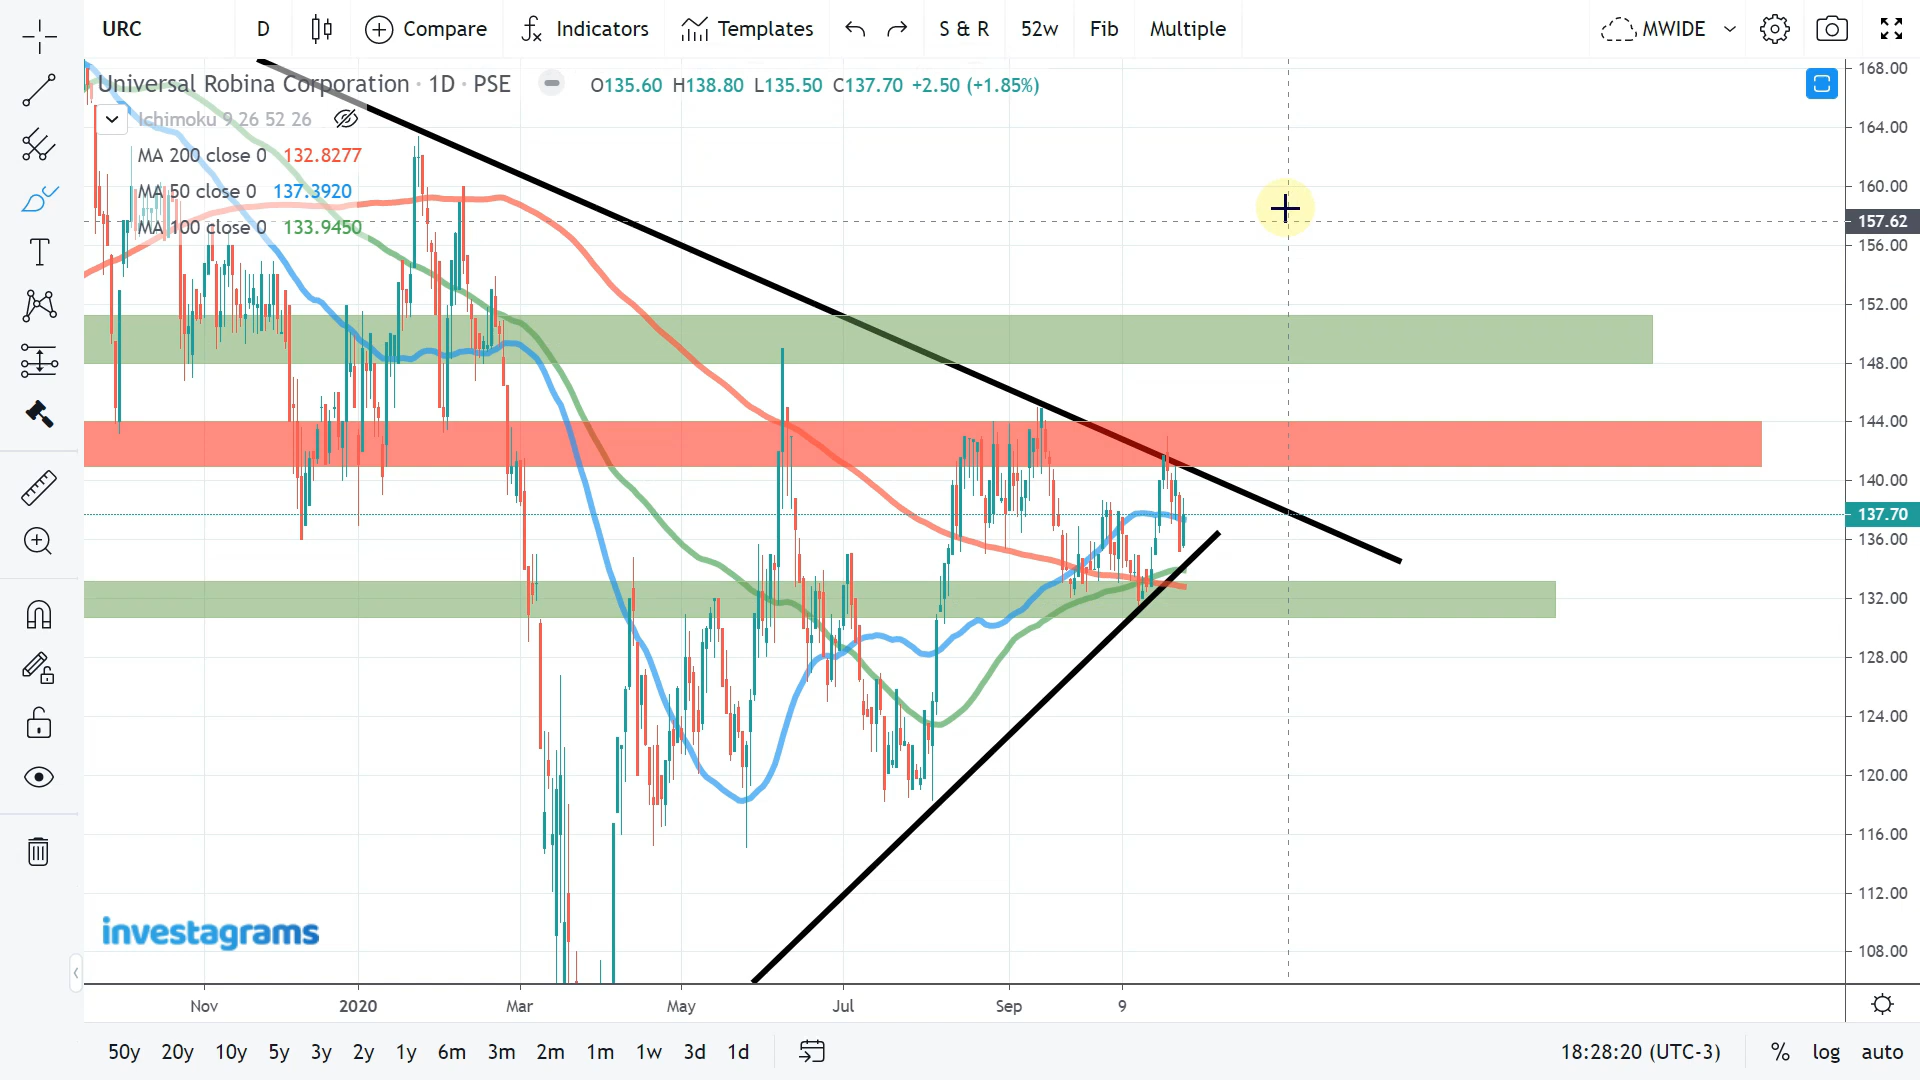 URC D Compare Indicators Templates S & R 52w Fib Multiple MWIDE
Universal Robina Corporation · 1D · PSE O135.60 H138.80 L135.50 C137.70 +2.50 (+1.85%)
Ichimoku 9 26 52 26
MA 200 close 0 132.8277
MA 50 close 0 137.3920
MA 100 close 0 133.9450
168.00
164.00
160.00
157.62
156.00
152.00
148.00
144.00
140.00
137.70
136.00
132.00
128.00
124.00
120.00
116.00
112.00
108.00
investagrams
Nov 2020 Mar May Jul Sep 9
50y 20y 10y 5y 3y 2y 1y 6m 3m 2m 1m 1w 3d 1d 18:28:20 (UTC-3) % log auto